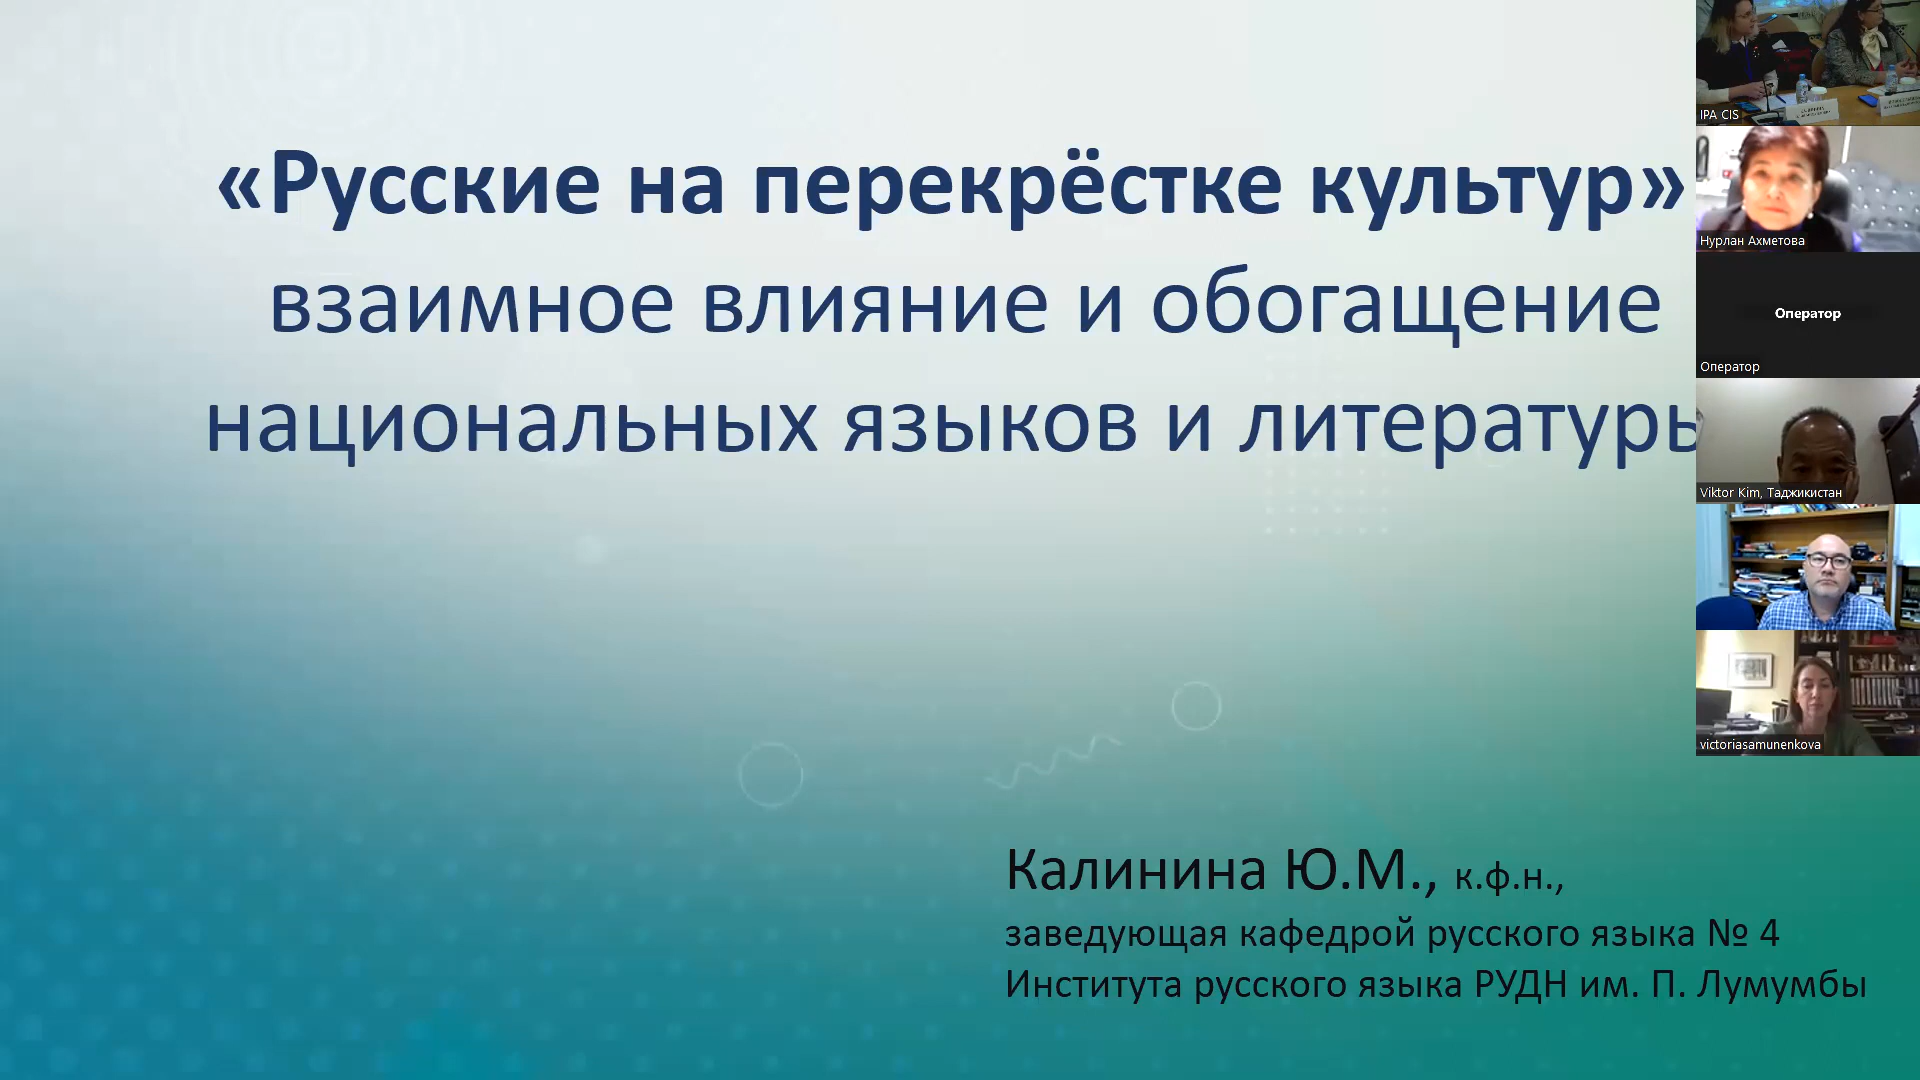 «Русские на перекрёстке культур»
взаимное влияние и обогащение
национальных языков и литературы
Калинина Ю.М., к.ф.н.,
заведующая кафедрой русского языка № 4
Института русского языка РУДН им. П. Лумумбы
IPA CIS
Нурлан Ахметова
Оператор
Оператор
Viktor Kim, Таджикистан
victoriasamunenkova